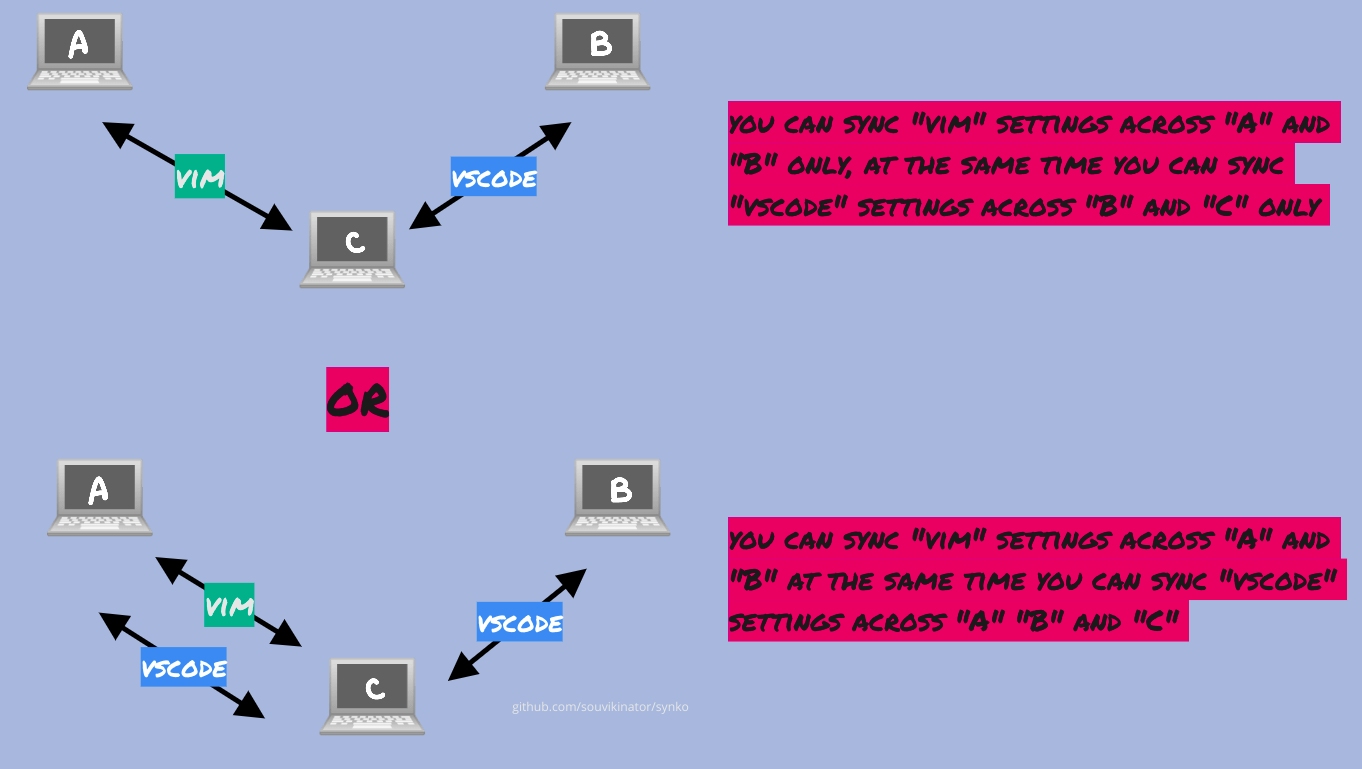 A
B
VIM
VSCODE
C
YOU CAN SYNC "VIM" SETTINGS ACROSS "A" AND
"B" ONLY, AT THE SAME TIME YOU CAN SYNC
"VSCODE" SETTINGS ACROSS "B" AND "C" ONLY
OR
A
B
VIM
VSCODE
VSCODE
C
github.com/souvikinator/synko
YOU CAN SYNC "VIM" SETTINGS ACROSS "A" AND
"B" AT THE SAME TIME YOU CAN SYNC "VSCODE"
SETTINGS ACROSS "A" "B" AND "C"